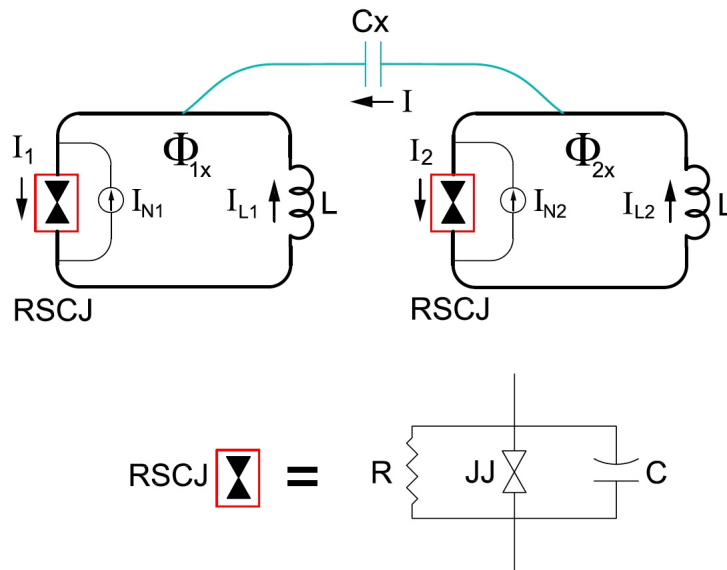 Cx
I
I1
Φ1x
IN1
IL1
L
RSCJ
I2
Φ2x
IN2
IL2
L
RSCJ
RSCJ =
R
JJ
C